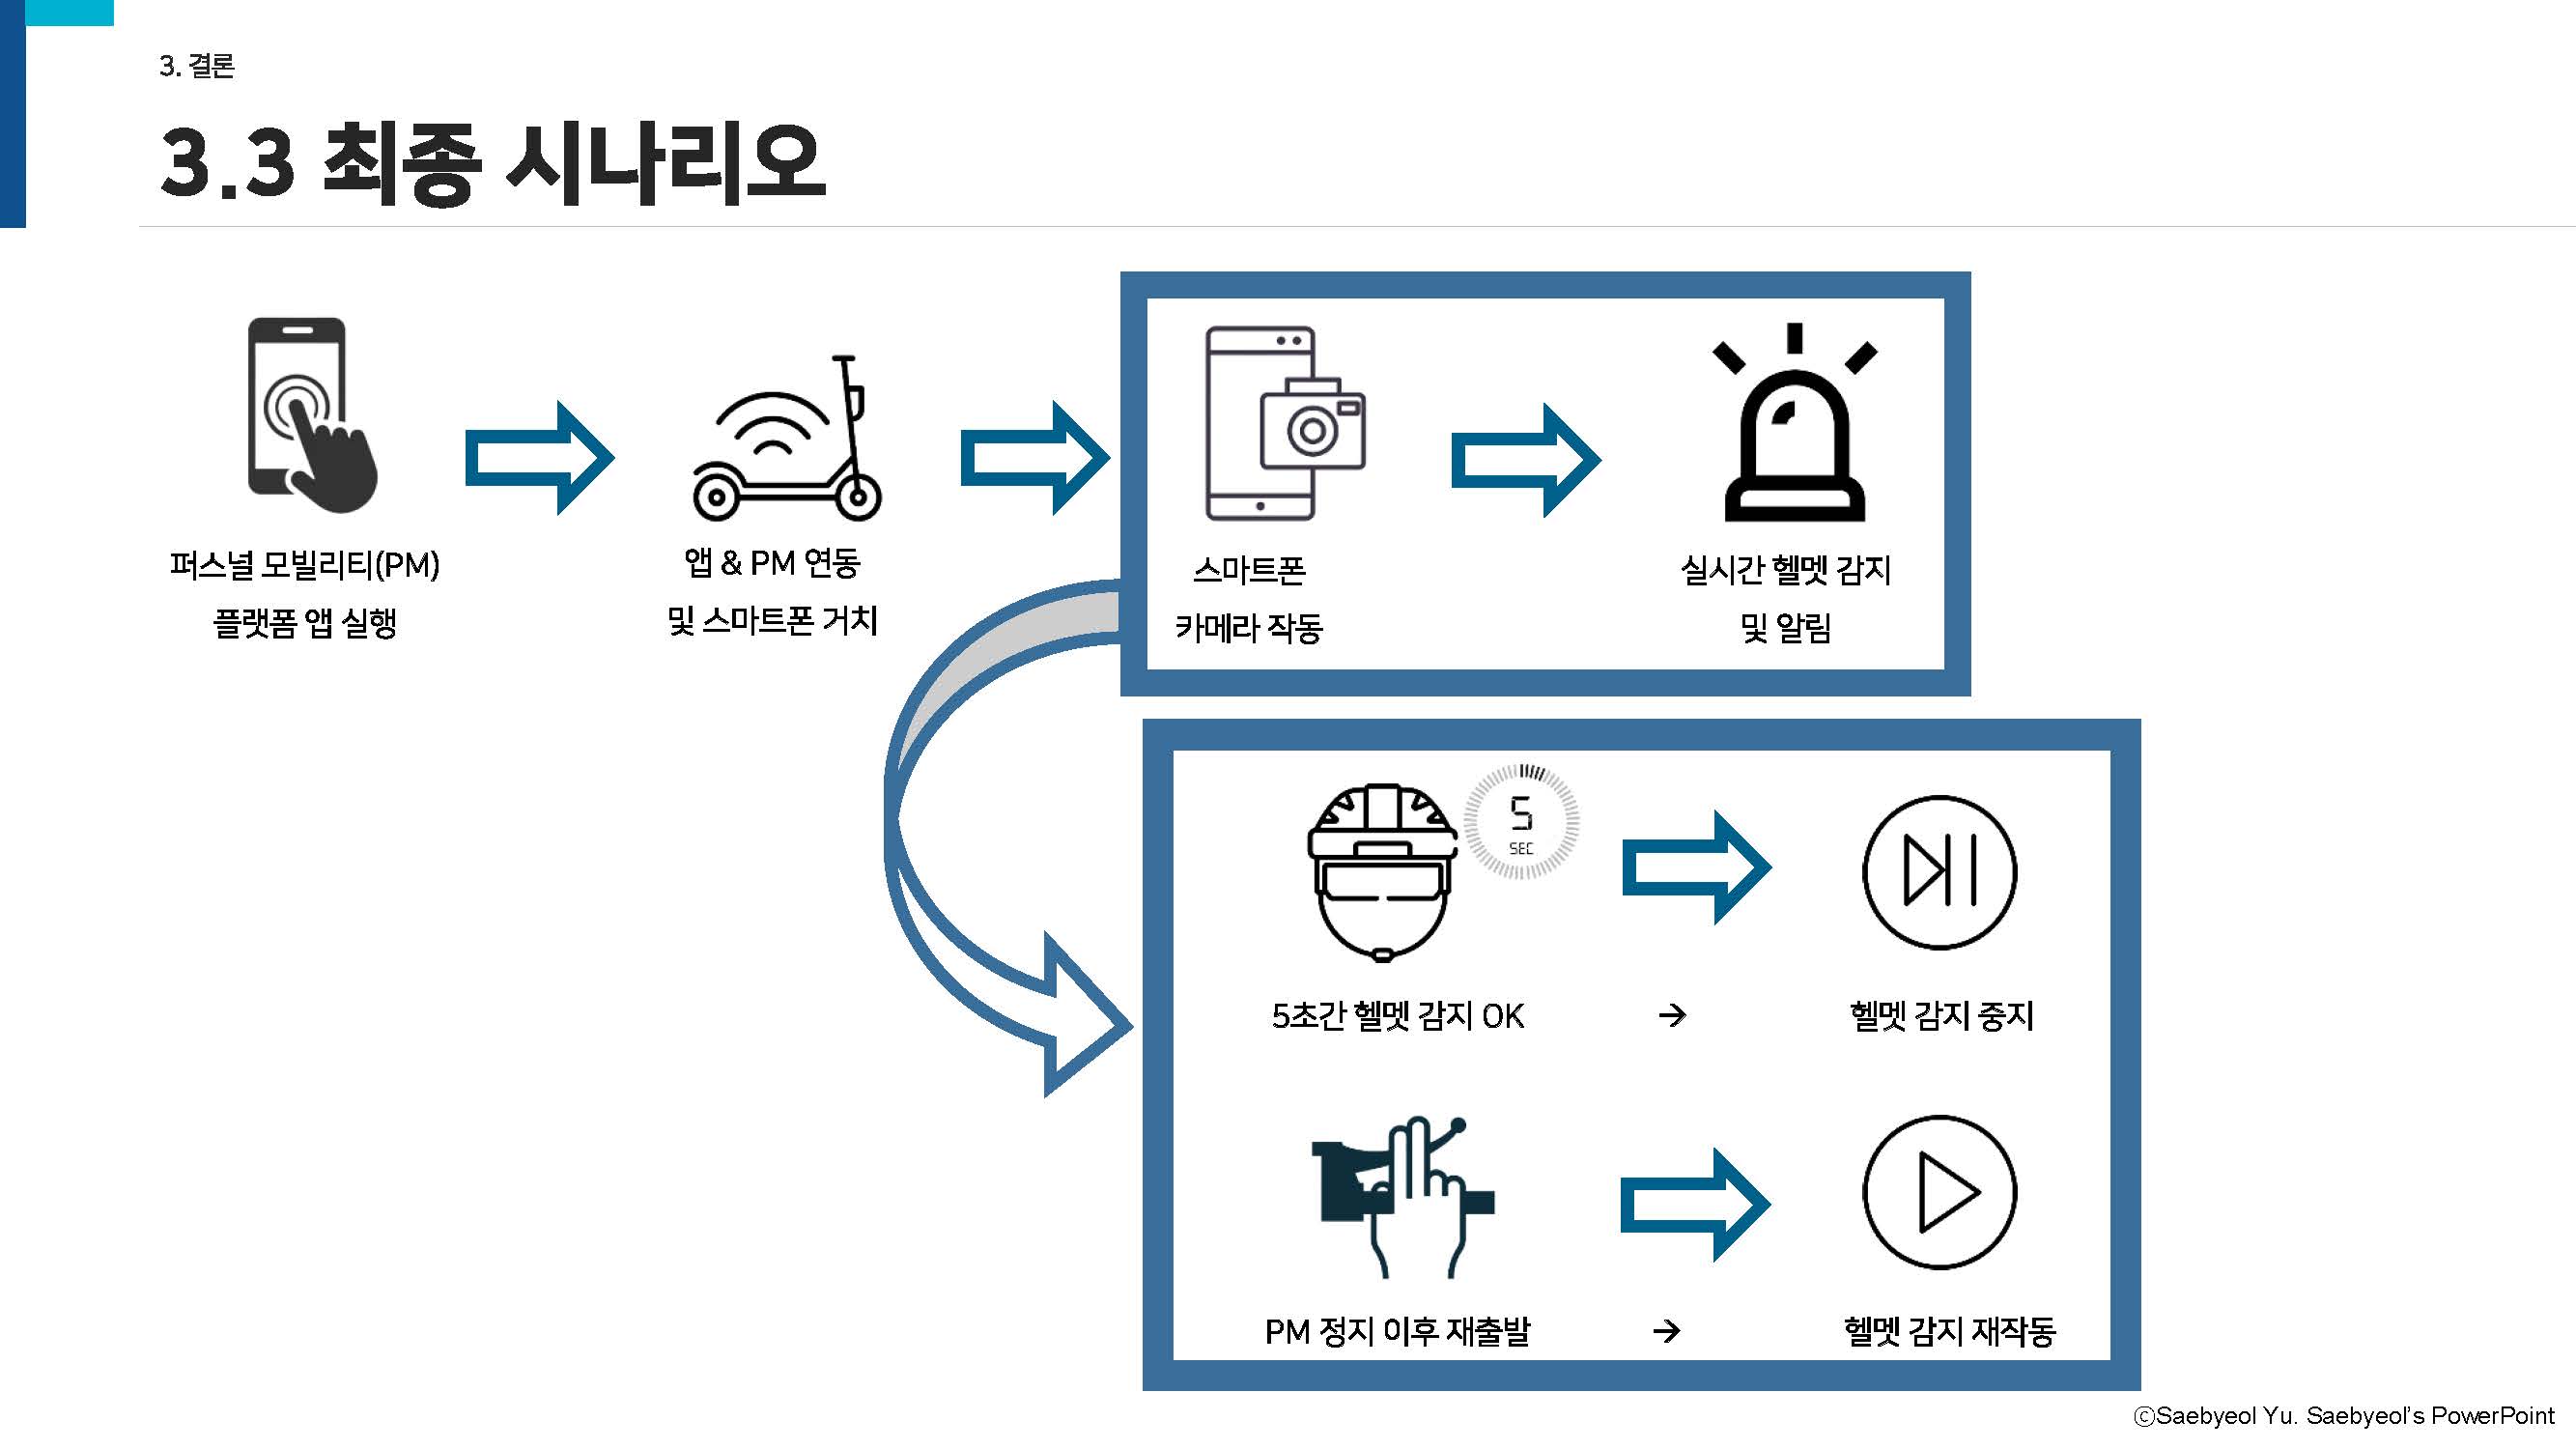 3. 결론
3.3 최종 시나리오
퍼스널 모빌리티(PM)
플랫폼 앱 실행
앱 & PM 연동
및 스마트폰 거치
스마트폰
카메라 작동
실시간 헬멧 감지
및 알림
5
SEC
5초간 헬멧 감지 OK → 헬멧 감지 중지
PM 정지 이후 재출발 → 헬멧 감지 재작동
ⓒSaebyeol Yu. Saebyeol’s PowerPoint